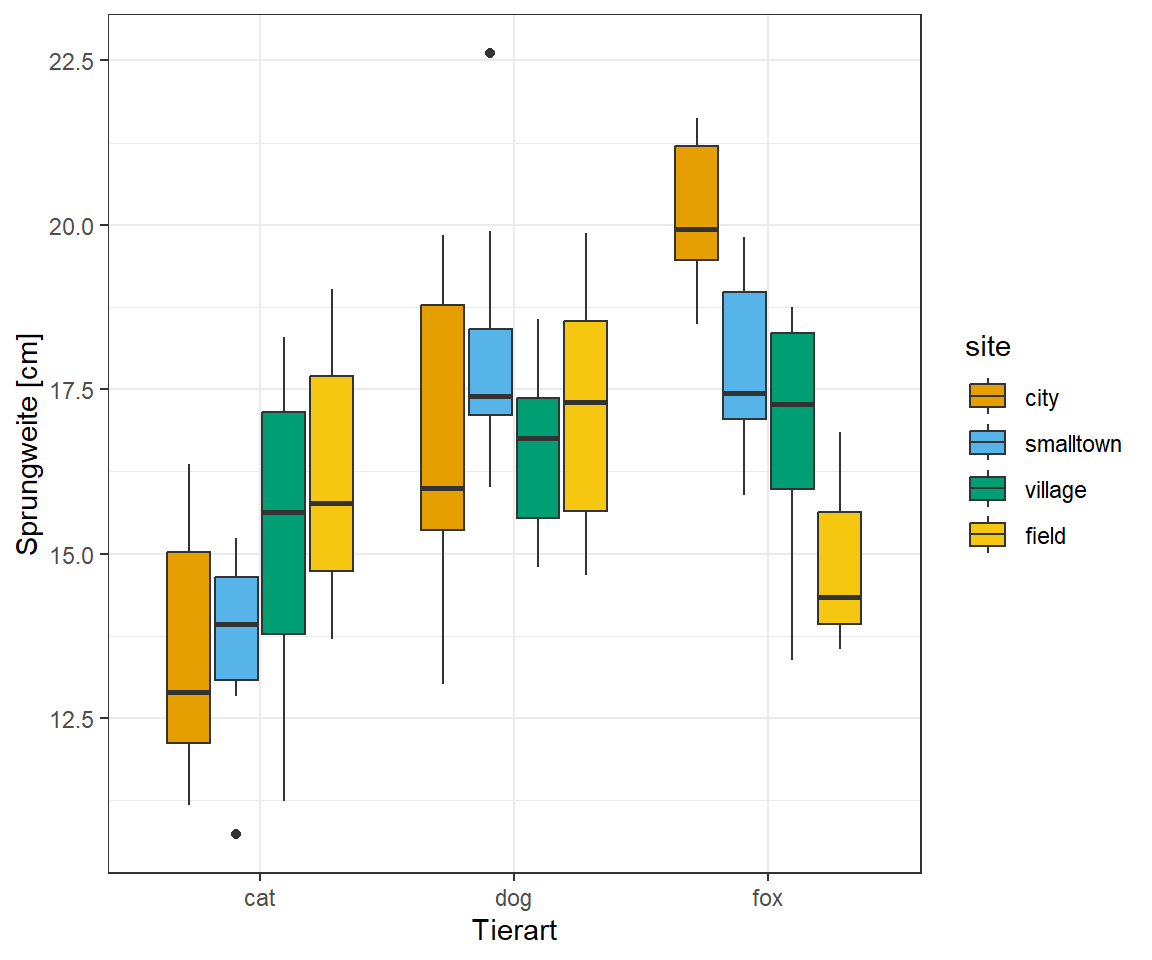 22.5
20.0
17.5
15.0
12.5
Sprungweite [cm]
cat dog fox
Tierart
site
city
smalltown
village
field